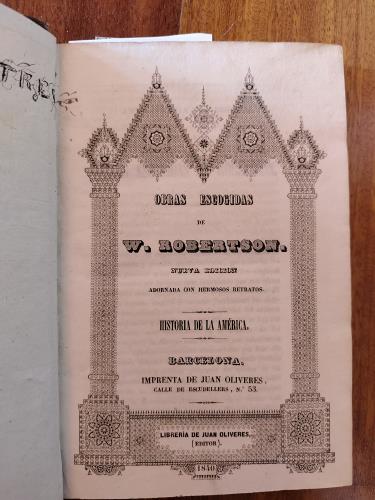 OBRAS ESCOGIDAS
DE
W. ROBERTSON.
NUEVA EDICION
ADORNADA CON HERMOSOS RETRATOS.
HISTORIA DE LA AMÉRICA.
BARCELONA.
IMPRENTA DE JUAN OLIVERES,
CALLE DE ESCUDELLERS, N.º 53.
LIBRERÍA DE JUAN OLIVERES,
(EDITOR).
1840